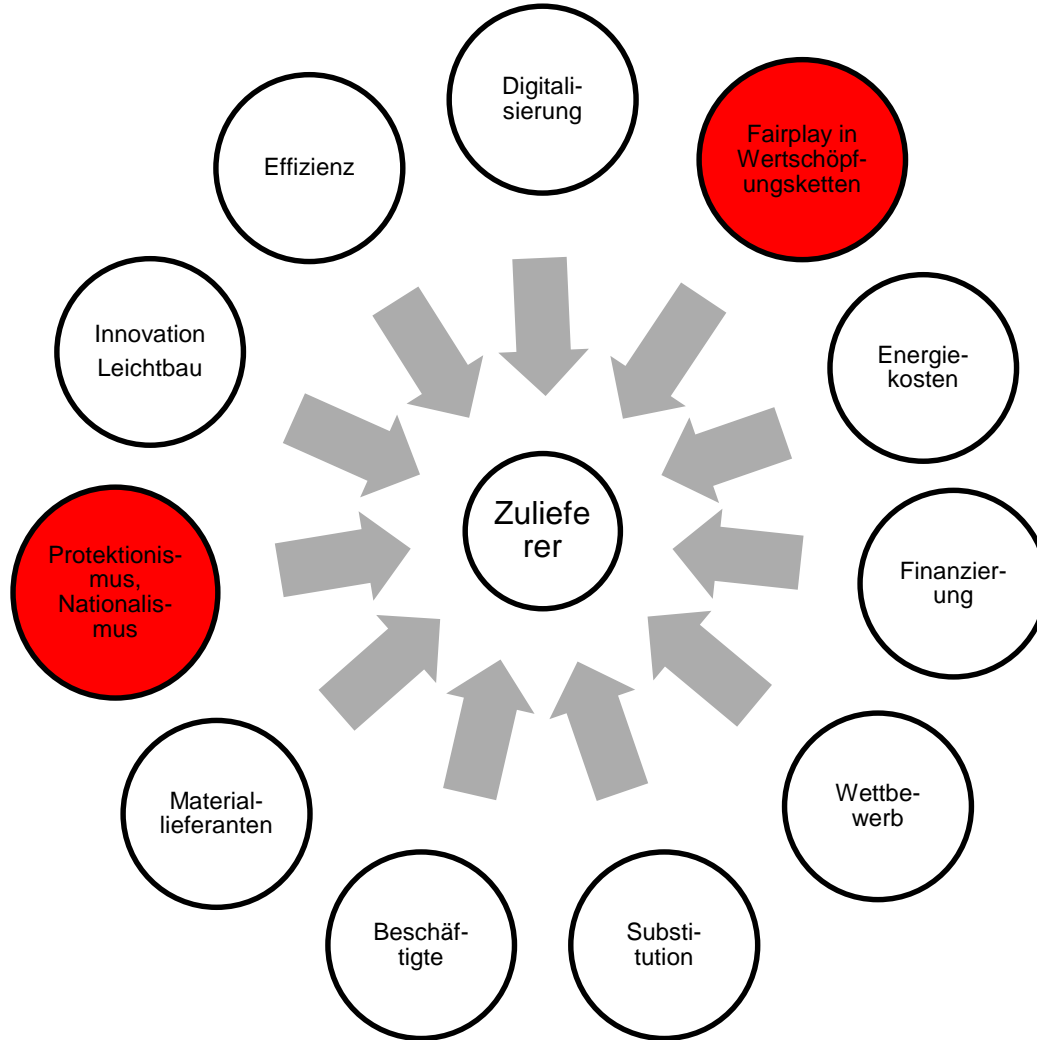 Digitali-
sierung
Fairplay in
Wertschöpf-
ungsketten
Effizienz
Innovation
Leichtbau
Energie-
kosten
Zuliefe
rer
Protektionis-
mus,
Nationalis-
mus
Finanzier-
ung
Material-
lieferanten
Wettbe-
werb
Beschäf-
tigte
Substi-
tution